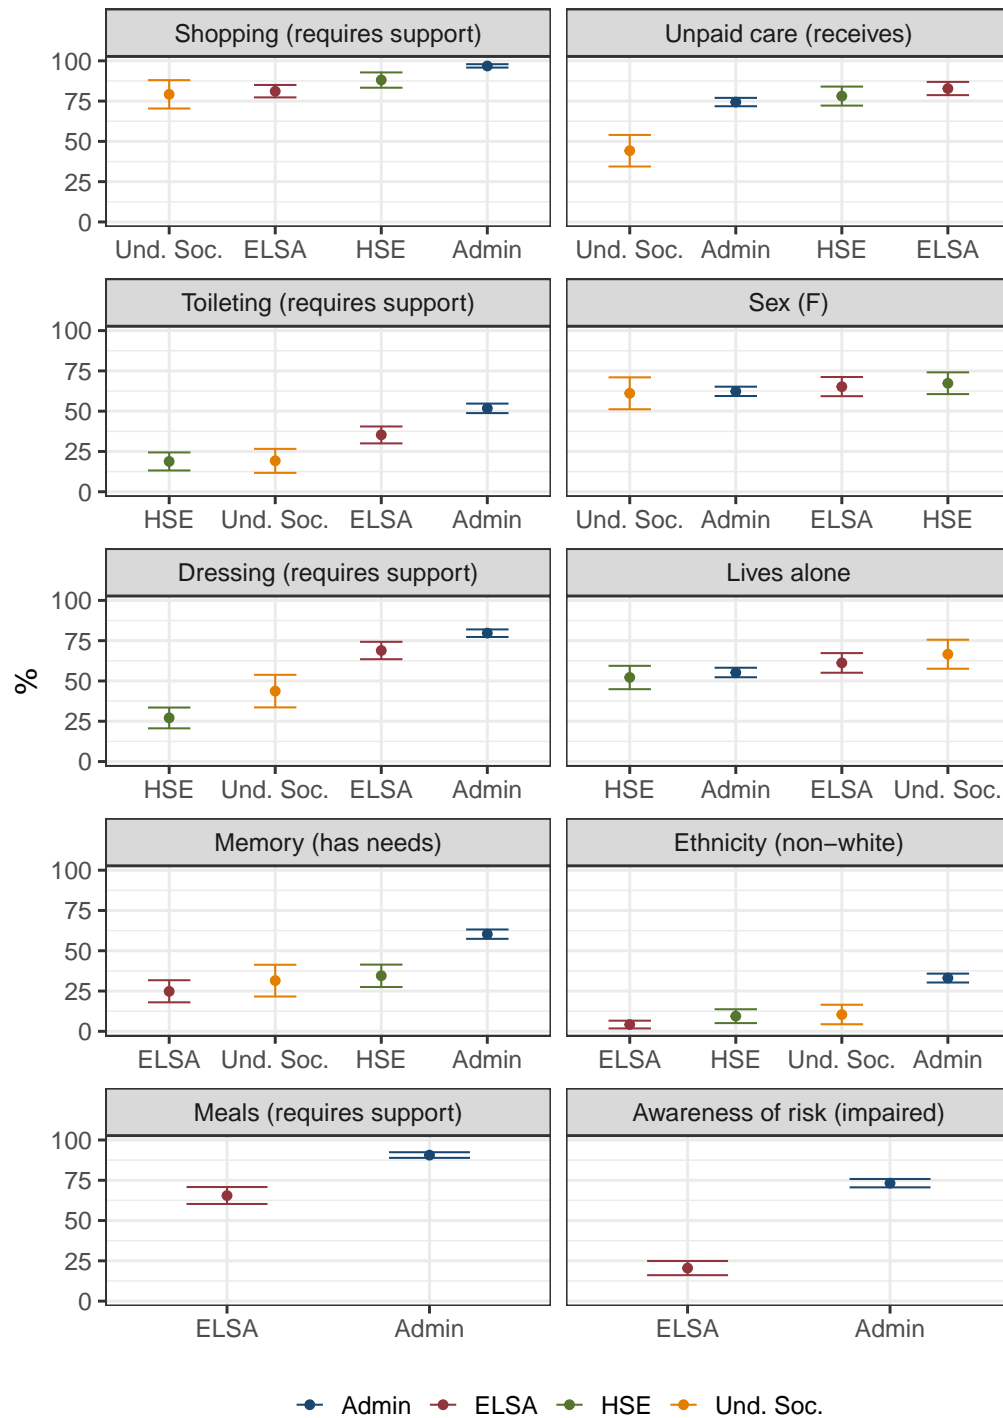 Shopping (requires support) Unpaid care (receives)
100
75
50
25
0
Und. Soc. ELSA HSE Admin Und. Soc. Admin HSE ELSA
Toileting (requires support) Sex (F)
100
75
50
25
0
HSE Und. Soc. ELSA Admin Und. Soc. Admin ELSA HSE
Dressing (requires support) Lives alone
100
75
%
50
25
0
HSE Und. Soc. ELSA Admin HSE Admin ELSA Und. Soc.
Memory (has needs) Ethnicity (non−white)
100
75
50
25
0
ELSA Und. Soc. HSE Admin ELSA HSE Und. Soc. Admin
Meals (requires support) Awareness of risk (impaired)
100
75
50
25
0
ELSA Admin ELSA Admin
Admin ELSA HSE Und. Soc.